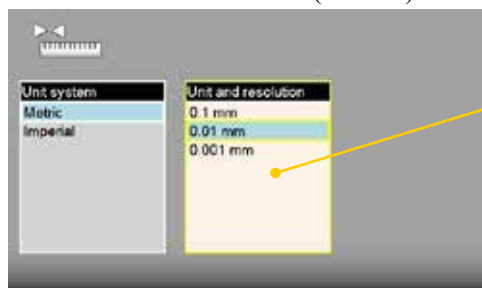 Unit system
Metric
Imperial
Unit and resolution
0.1 mm
0.01 mm
0.001 mm